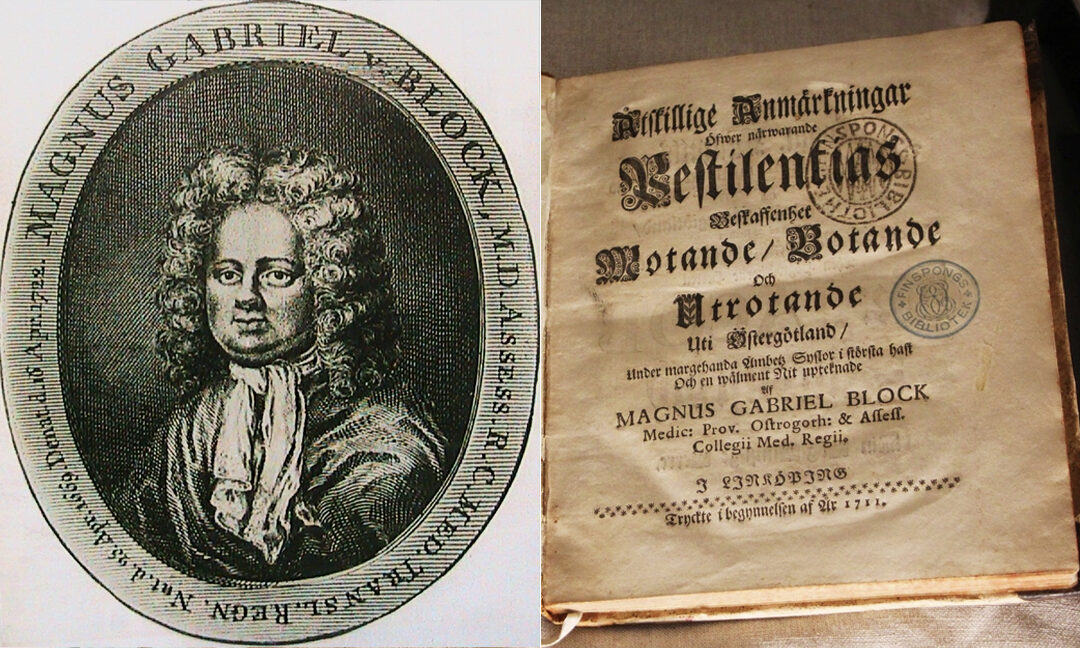 MAGNUS GABRIEL v. BLOCK, M.D. ASSESS. R. C. MED. TRANSL. REGN. Nat. d. 25 Apr. 1669. Denat. d. 16 Apr. 1722.
Åtskillige Anmärkningar
Öfwer närwarande
Pestilentias
Beskaffenhet
Motande / Botande
Och
Utrotande
Uti Östergötland /
Under margehanda Ambetz Syslor i största hast
Och en wälment Nit upteknade
Af
MAGNUS GABRIEL BLOCK
Medic: Prov. Ostrogoth: & Assess.
Collegii Med. Regii.
I LINKÖPING
Tryckte i begynnelsen af År 1711.
FINSPONGS BIBLIOTEK
FINSPONGS BIBLIOTEK